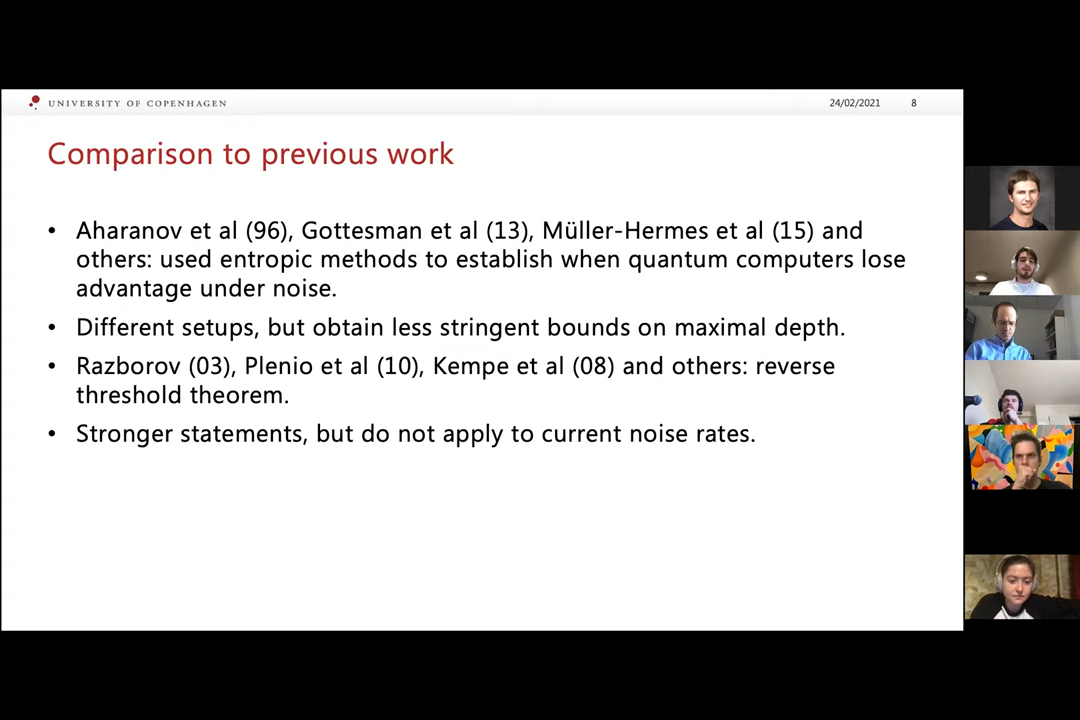 UNIVERSITY OF COPENHAGEN
24/02/2021 8
Comparison to previous work
• Aharanov et al (96), Gottesman et al (13), Müller-Hermes et al (15) and
others: used entropic methods to establish when quantum computers lose
advantage under noise.
• Different setups, but obtain less stringent bounds on maximal depth.
• Razborov (03), Plenio et al (10), Kempe et al (08) and others: reverse
threshold theorem.
• Stronger statements, but do not apply to current noise rates.